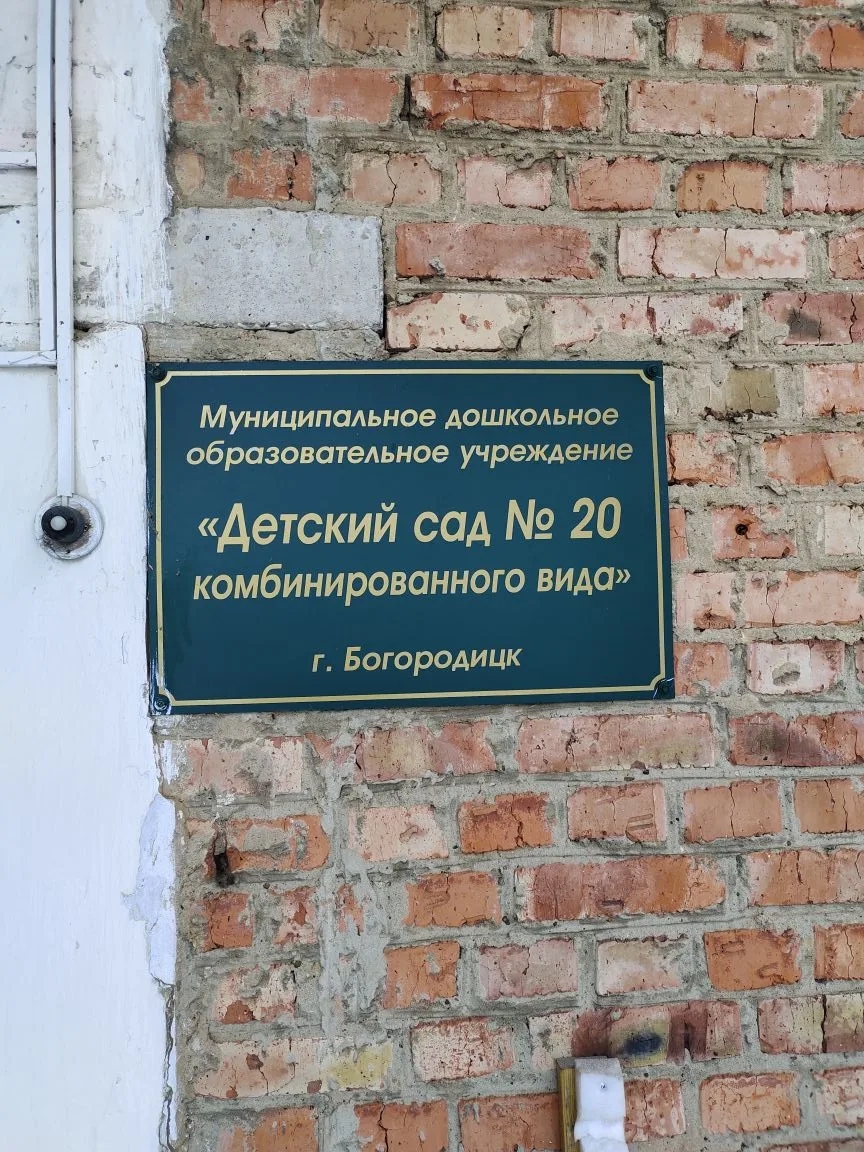 Муниципальное дошкольное
образовательное учреждение
«Детский сад № 20
комбинированного вида»
г. Богородицк